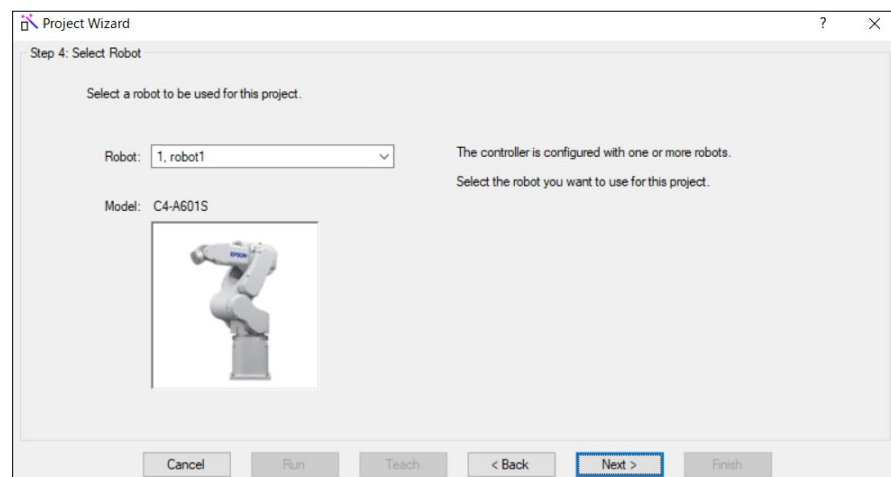 Project Wizard
?
Step 4: Select Robot
Select a robot to be used for this project.
Robot: 1, robot1
The controller is configured with one or more robots.
Select the robot you want to use for this project.
Model: C4-A601S
EPSON
Cancel Run Teach < Back Next > Finish